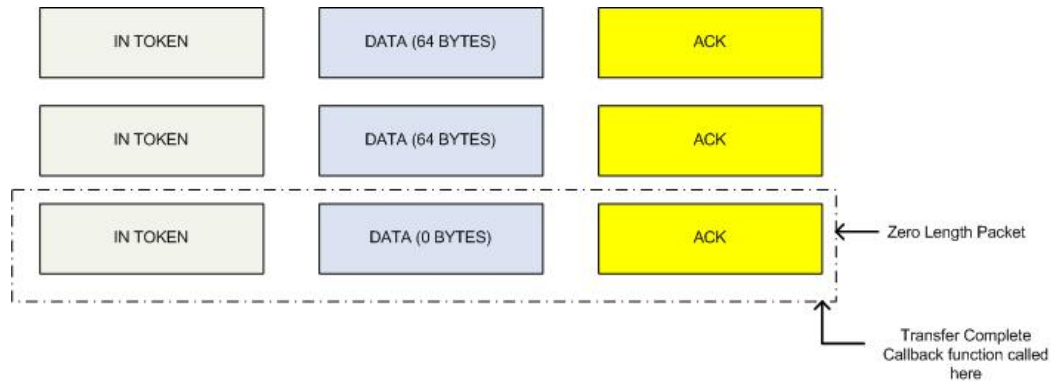 IN TOKEN
DATA (64 BYTES)
ACK
IN TOKEN
DATA (64 BYTES)
ACK
IN TOKEN
DATA (0 BYTES)
ACK
Zero Length Packet
Transfer Complete
Callback function called
here